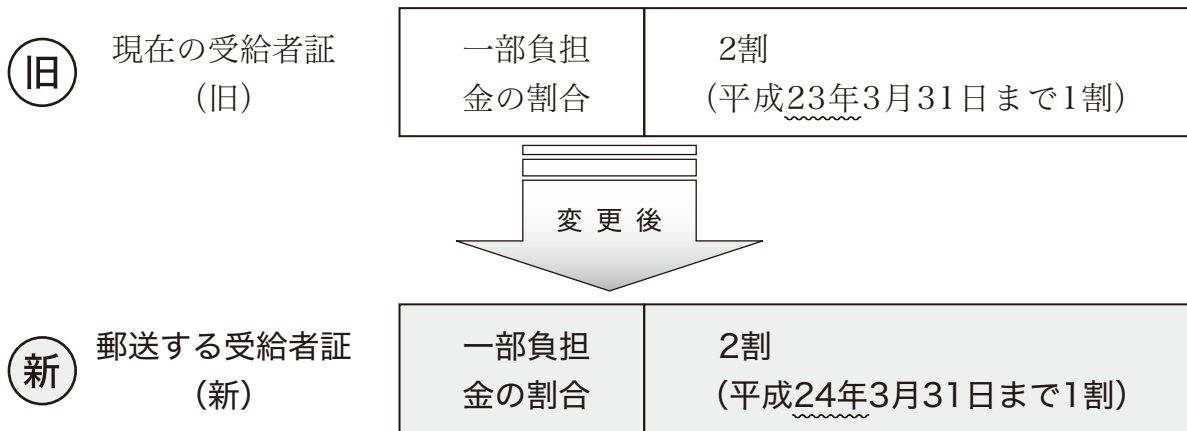 旧
現在の受給者証
（旧）
一部負担
金の割合
2割
（平成23年3月31日まで1割）
変更後
新
郵送する受給者証
（新）
一部負担
金の割合
2割
（平成24年3月31日まで1割）